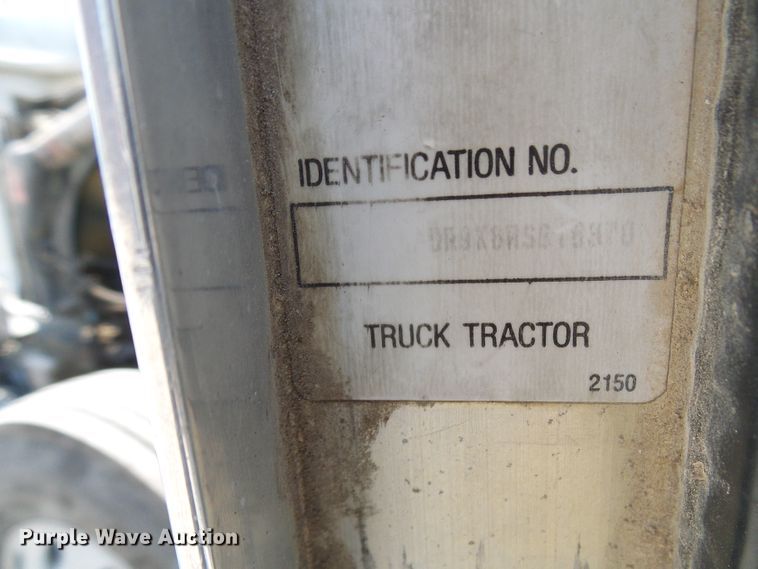 IDENTIFICATION NO.
TRUCK TRACTOR
2150
Purple Wave Auction®